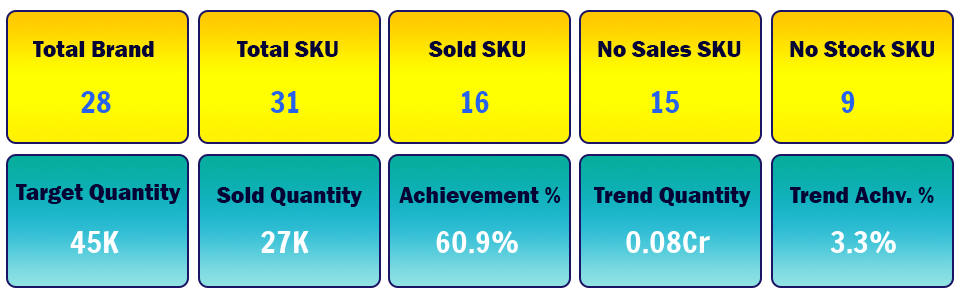 Total Brand
28
Total SKU
31
Sold SKU
16
No Sales SKU
15
No Stock SKU
9
Target Quantity
45K
Sold Quantity
27K
Achievement %
60.9%
Trend Quantity
0.08Cr
Trend Achv. %
3.3%